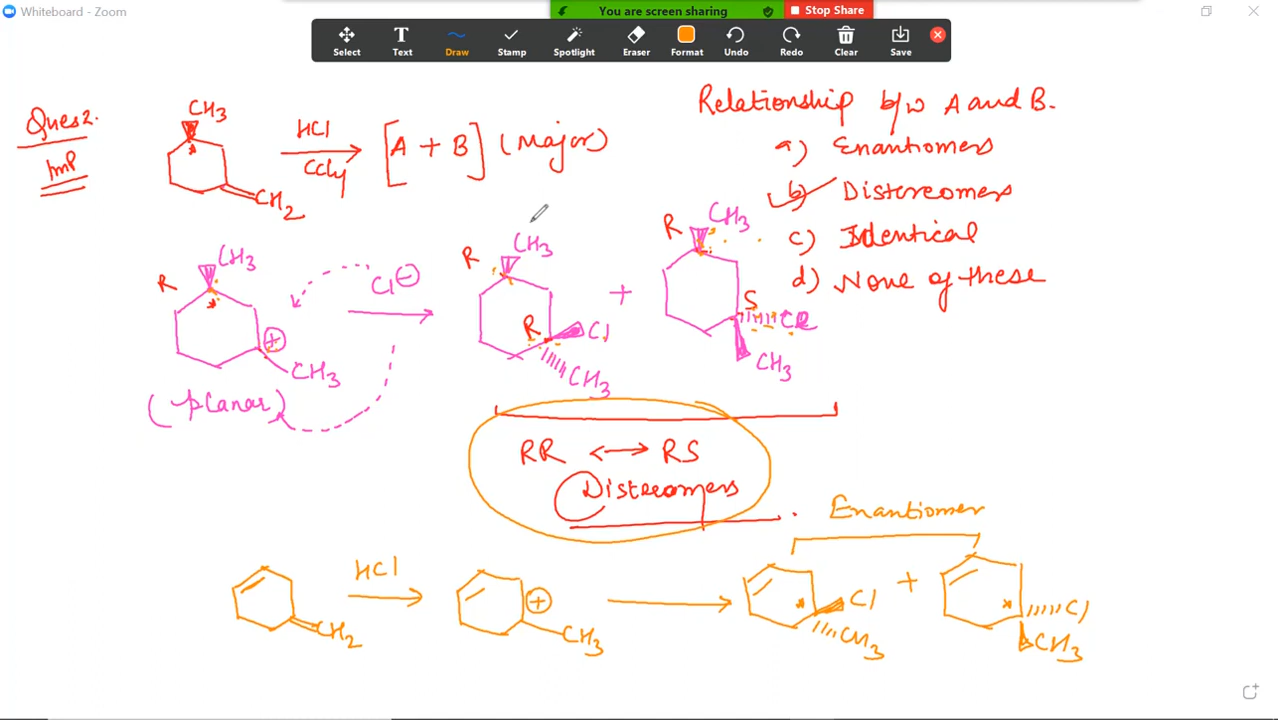 Whiteboard - Zoom
You are screen sharing
Stop Share
Select
Text
Draw
Stamp
Spotlight
Eraser
Format
Undo
Redo
Clear
Save
Ques2.
Imp
CH3
CH2
HCl
CCl4
[A + B] (Major)
Relationship b/w A and B.
a) Enantiomers
b) Distereomers
c) Identical
d) None of these
R
CH3
+
CH3
(planar)
Cl⊖
R
CH3
R
Cl
CH3
+
R
CH3
S
Cl
CH3
RR ↔ RS
Distereomers
Enantiomer
CH2
HCl
+
CH3
Cl
CH3
+
Cl
CH3